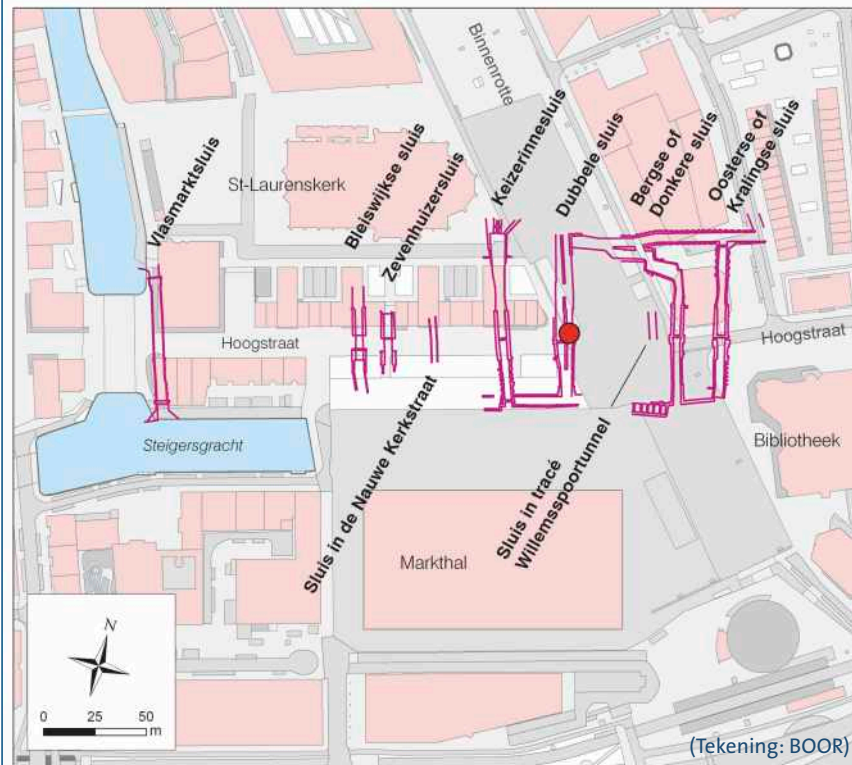 Binnenrotte
Vlasmarktsluis
St-Laurenskerk
Bleiswijkse sluis
Zevenhuizersluis
Keizerinnesluis
Dubbele sluis
Bergse of
Donkere sluis
Oosterse of
Kralingse sluis
Hoogstraat
Hoogstraat
Steigersgracht
Sluis in de Nauwe Kerkstraat
Sluis in tracé
Willemsspoortunnel
Bibliotheek
Markthal
N
0 25 50
m
(Tekening: BOOR)